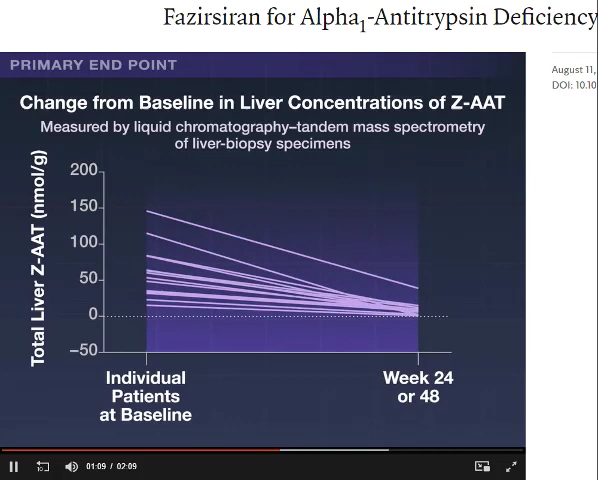 Fazirsiran for Alpha₁-Antitrypsin Deficiency
August 11,
DOI: 10.10
PRIMARY END POINT
Change from Baseline in Liver Concentrations of Z-AAT
Measured by liquid chromatography–tandem mass spectrometry
of liver-biopsy specimens
Total Liver Z-AAT (nmol/g)
200
150
100
50
0
–50
Individual
Patients
at Baseline
Week 24
or 48
10
01:09 / 02:09